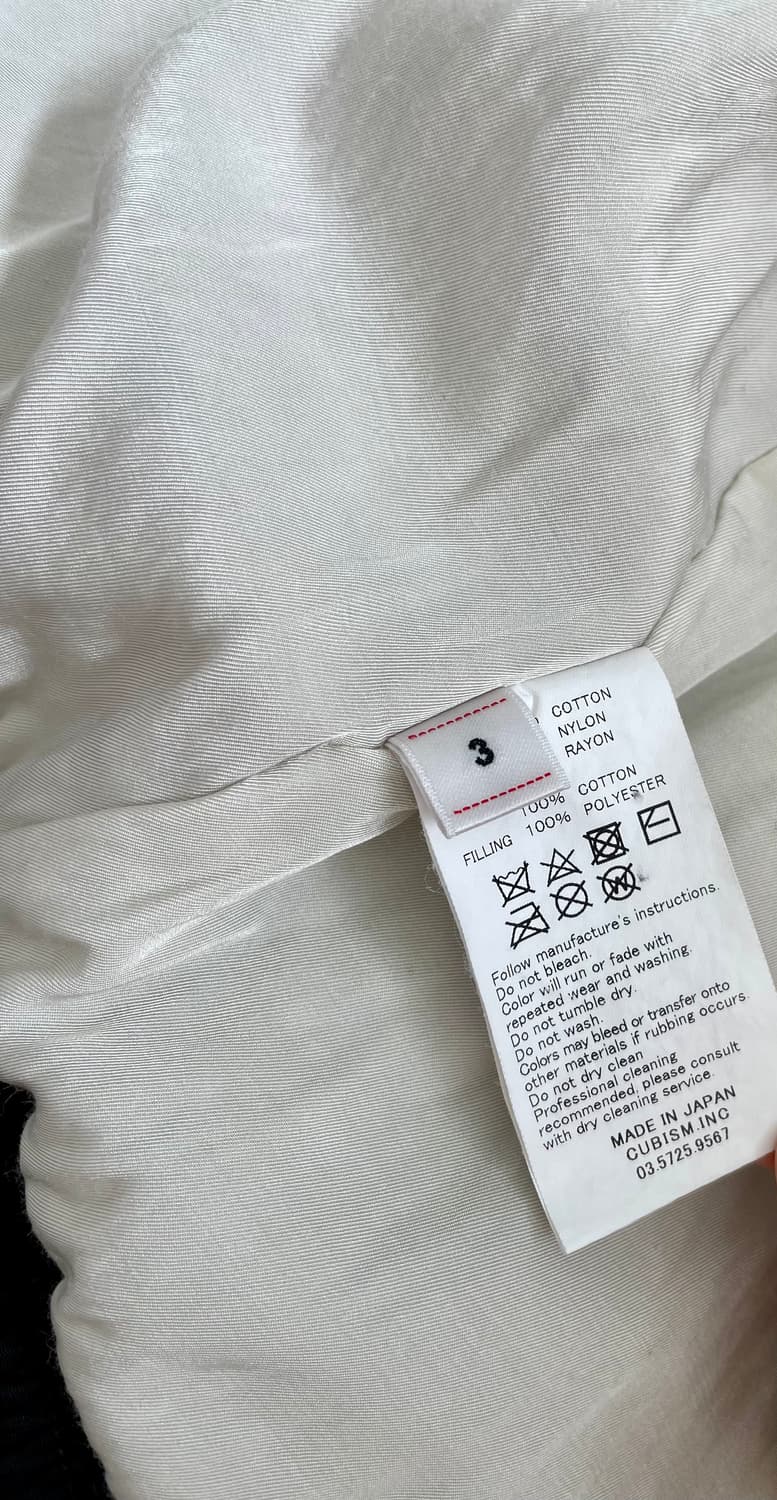 3
COTTON
NYLON
RAYON
100% COTTON
FILLING 100% POLYESTER
Follow manufacture's instructions.
Do not bleach.
Color will run or fade with
repeated wear and washing.
Do not tumble dry.
Do not wash.
Colors may bleed or transfer onto
other materials if rubbing occurs.
Do not dry clean
Professional cleaning
recommended, please consult
with dry cleaning service.
MADE IN JAPAN
CUBISM.INC
03.5725.9567